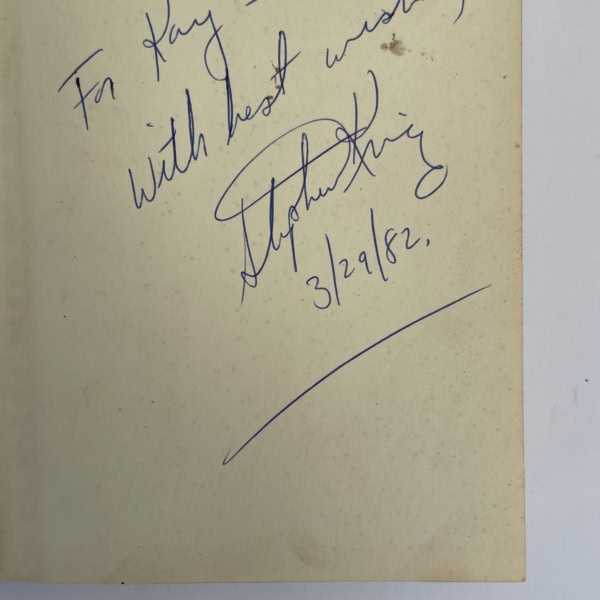 For Kay -
with best wishes,
Stephen King
3/29/82.